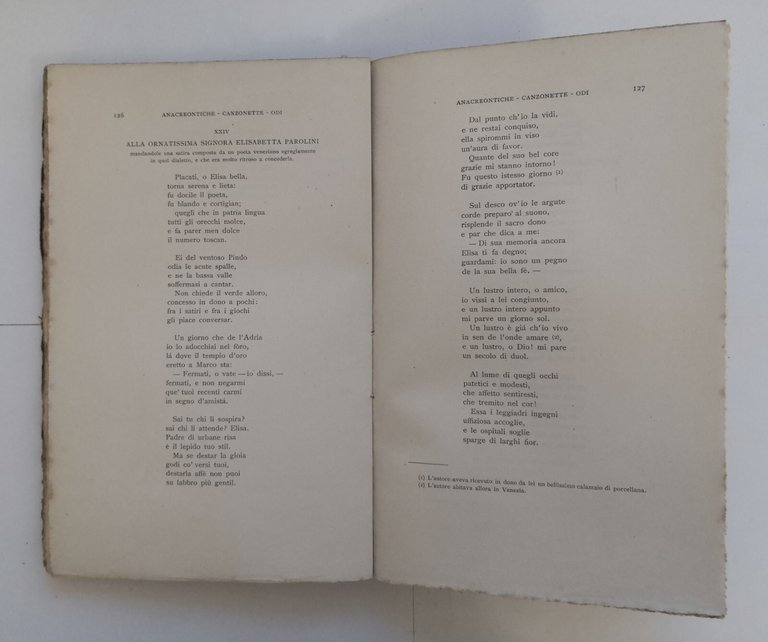 126
ANACREONTICHE - CANZONETTE - ODI
XXIV
ALLA ORNATISSIMA SIGNORA ELISABETTA PAROLINI
mandandole una satira composta da un poeta veneziano egregiamente
in quel dialetto, e che era molto ritroso a concederla.
Placati, o Elisa bella,
torna serena e lieta:
fu docile il poeta,
fu blando e cortigian;
quegli che in patria lingua
tutti gli orecchi molce,
e fa parer men dolce
il numero toscan.
Ei del ventoso Pindo
odia le acute spalle,
e ne la bassa valle
soffermasi a cantar.
Non chiede il verde alloro,
concesso in dono a pochi:
fra i satiri e fra i giochi
gli piace conversar.
Un giorno che de l'Adria
io lo adocchiai nel fòro,
lá dove il tempio d'oro
eretto a Marco sta:
— Fermati, o vate — io dissi, —
fermati, e non negarmi
que' tuoi recenti carmi
in segno d'amistá.
Sai tu chi li sospira?
sai chi li attende? Elisa.
Padre di urbane risa
è il lepido tuo stil.
Ma se destar la gioia
godi co' versi tuoi,
destarla affè non puoi
su labbro più gentil.
ANACREONTICHE - CANZONETTE - ODI
127
Dal punto ch'io la vidi,
e ne restai conquiso,
ella spirommi in viso
un'aura di favor.
Quante del suo bel core
grazie mi stanno intorno!
Fu questo istesso giorno (1)
di grazie apportator.
Sul desco ov'io le argute
corde preparo al suono,
risplende il sacro dono
e par che dica a me:
— Di sua memoria ancora
Elisa ti fa degno;
guardami: io sono un pegno
de la sua bella fè. —
Un lustro intero, o amico,
io vissi a lei congiunto,
e un lustro intero appunto
mi parve un giorno sol.
Un lustro è giá ch'io vivo
in sen de l'onde amare (2),
e un lustro, o Dio! mi pare
un secolo di duol.
Al lume di quegli occhi
patetici e modesti,
che affetto sentiresti,
che tremito nel cor!
Essa i leggiadri ingegni
uffiziosa accoglie,
e le ospitali soglie
sparge di larghi fior.
(1) L'autore aveva ricevuto in dono da lei un bellissimo calamaio di porcellana.
(2) L'autore abitava allora in Venezia.